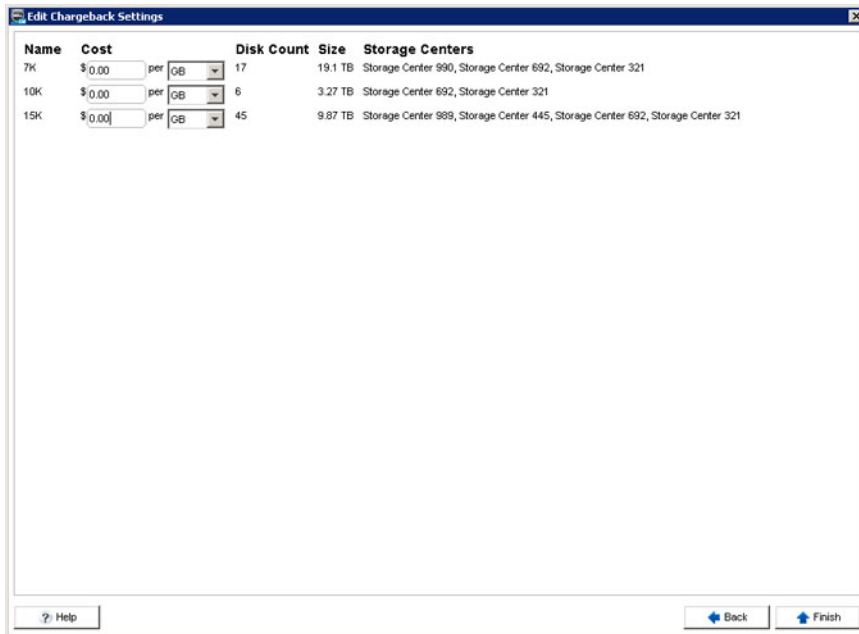 Edit Chargeback Settings
Name Cost Disk Count Size Storage Centers
7K $ 0.00 per GB 17 19.1 TB Storage Center 990, Storage Center 692, Storage Center 321
10K $ 0.00 per GB 6 3.27 TB Storage Center 692, Storage Center 321
15K $ 0.00 per GB 45 9.87 TB Storage Center 989, Storage Center 445, Storage Center 692, Storage Center 321
? Help Back Finish